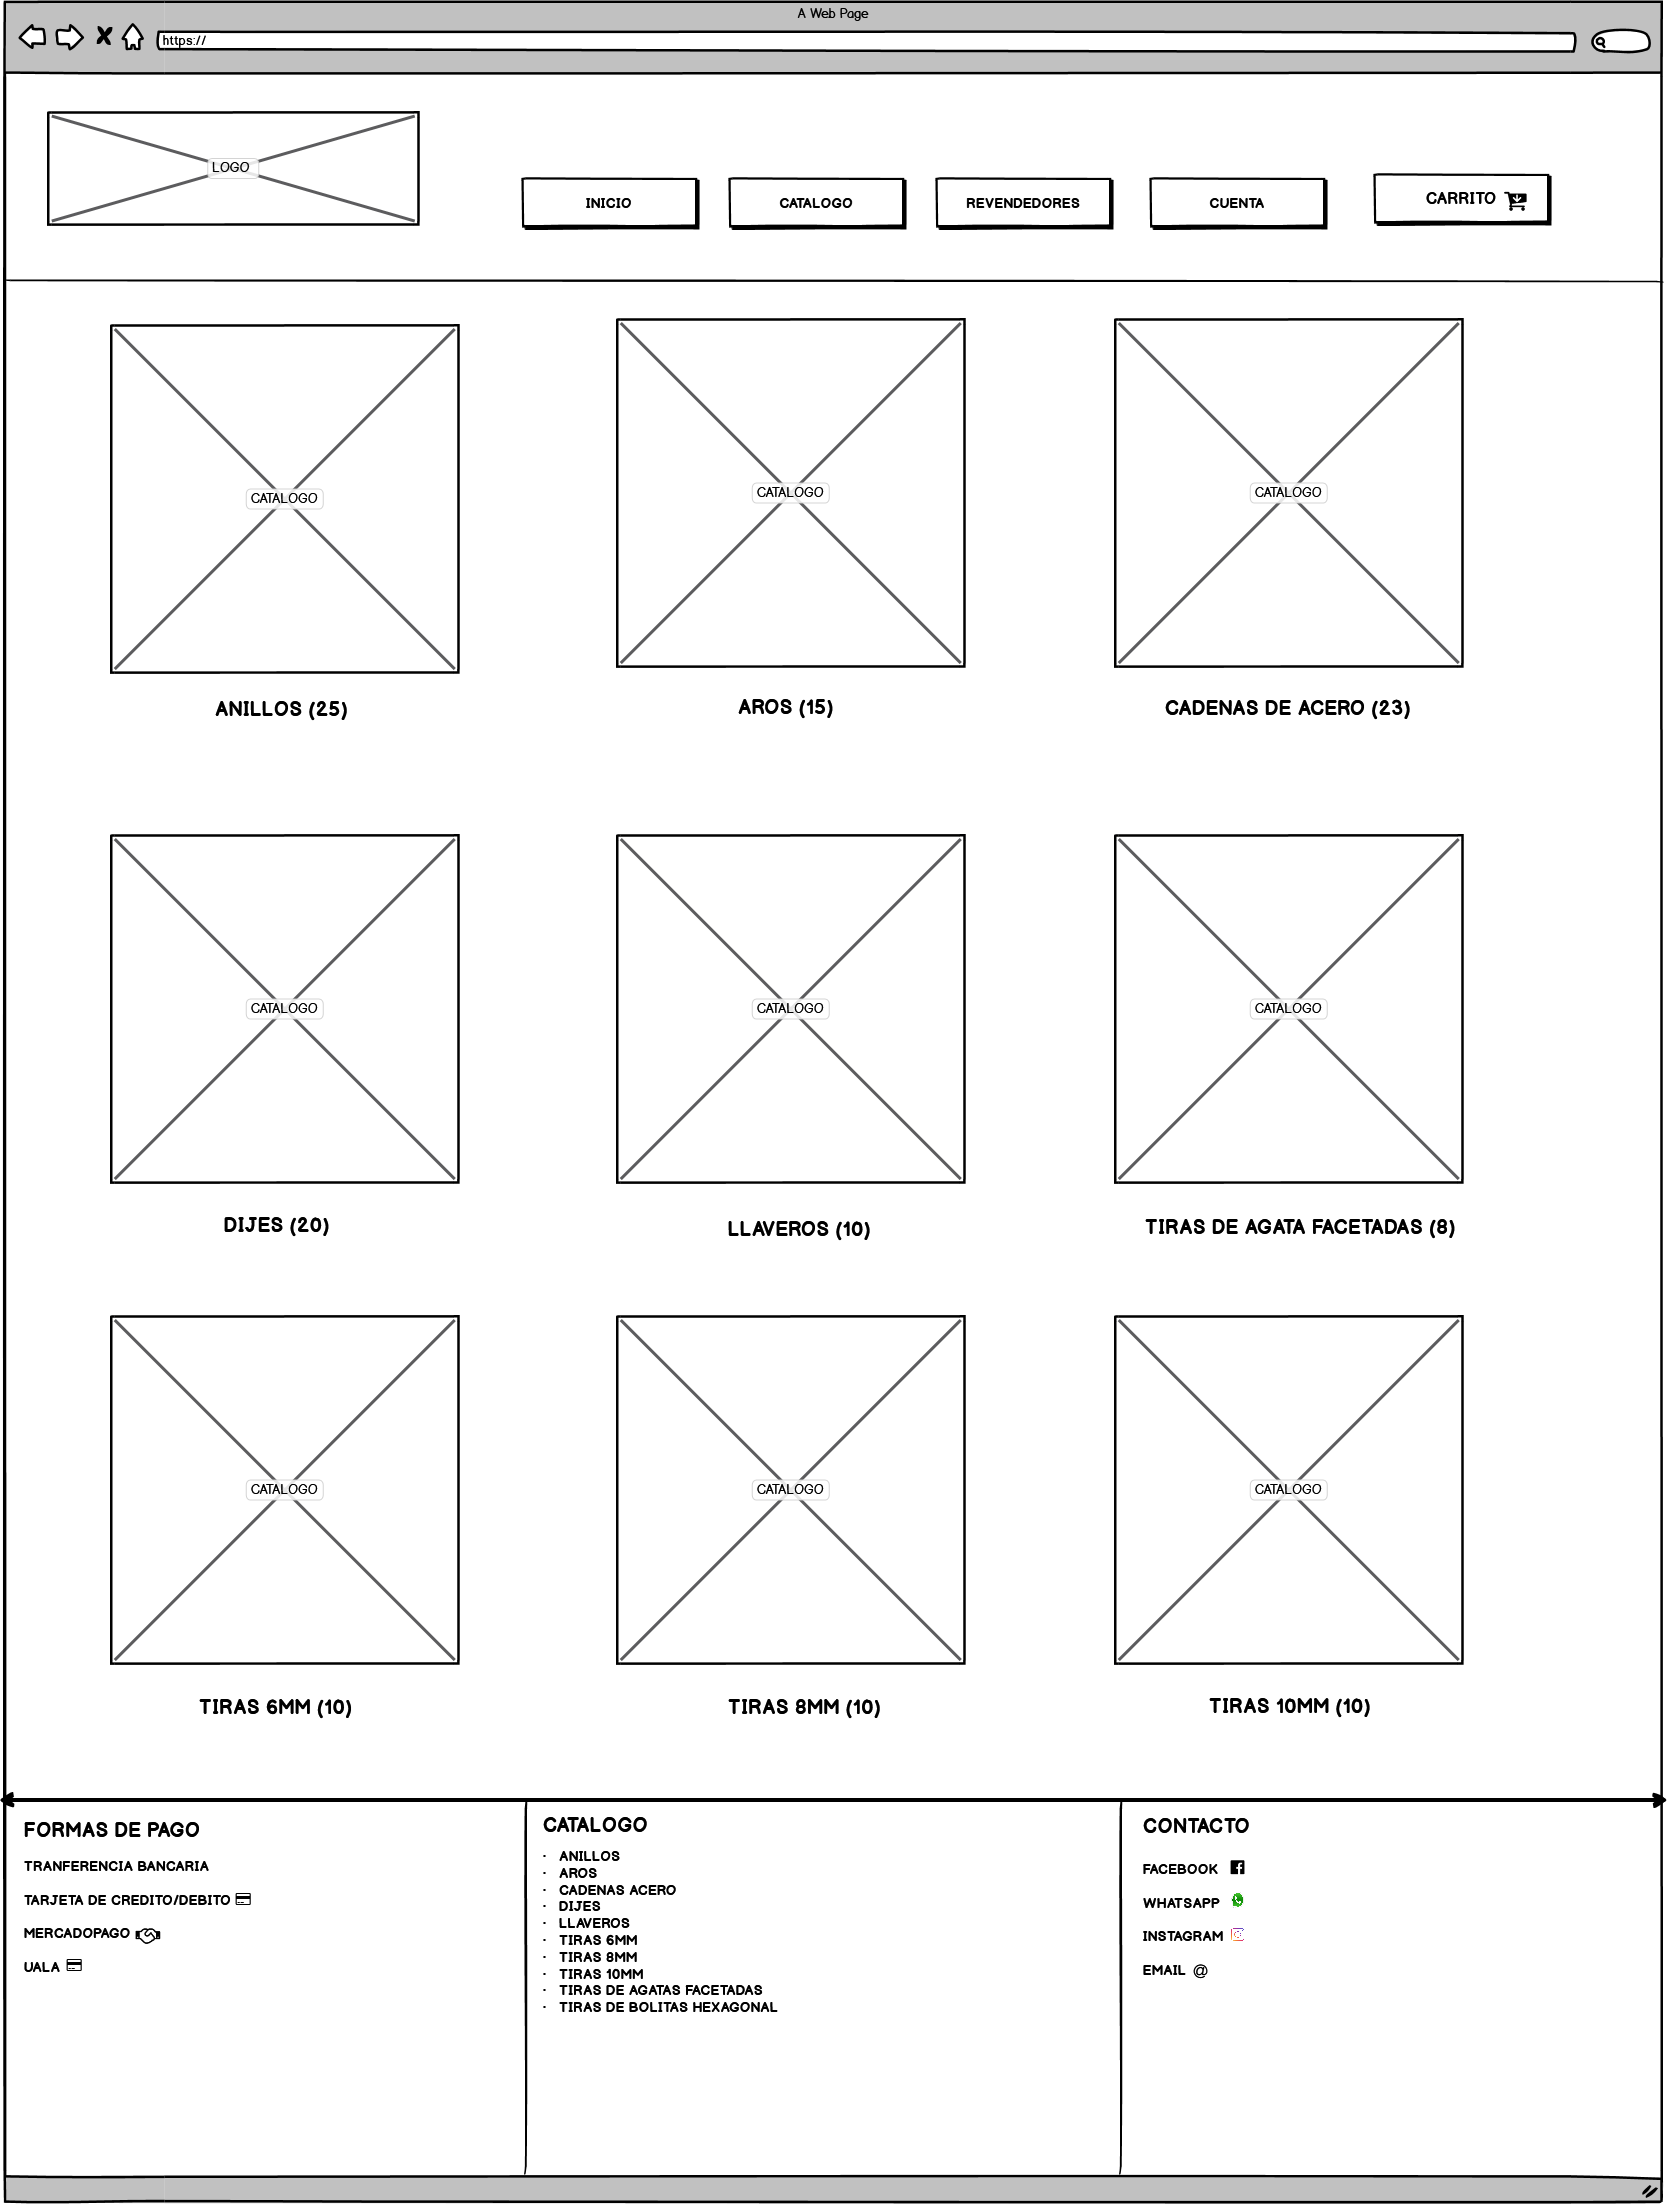 A Web Page
https://
LOGO
INICIO
CATALOGO
REVENDEDORES
CUENTA
CARRITO
CATALOGO
CATALOGO
CATALOGO
ANILLOS (25)
AROS (15)
CADENAS DE ACERO (23)
CATALOGO
CATALOGO
CATALOGO
DIJES (20)
LLAVEROS (10)
TIRAS DE AGATA FACETADAS (8)
CATALOGO
CATALOGO
CATALOGO
TIRAS 6MM (10)
TIRAS 8MM (10)
TIRAS 10MM (10)
FORMAS DE PAGO
TRANFERENCIA BANCARIA
TARJETA DE CREDITO/DEBITO
MERCADOPAGO
UALA
CATALOGO
· ANILLOS
· AROS
· CADENAS ACERO
· DIJES
· LLAVEROS
· TIRAS 6MM
· TIRAS 8MM
· TIRAS 10MM
· TIRAS DE AGATAS FACETADAS
· TIRAS DE BOLITAS HEXAGONAL
CONTACTO
FACEBOOK
WHATSAPP
INSTAGRAM
EMAIL @